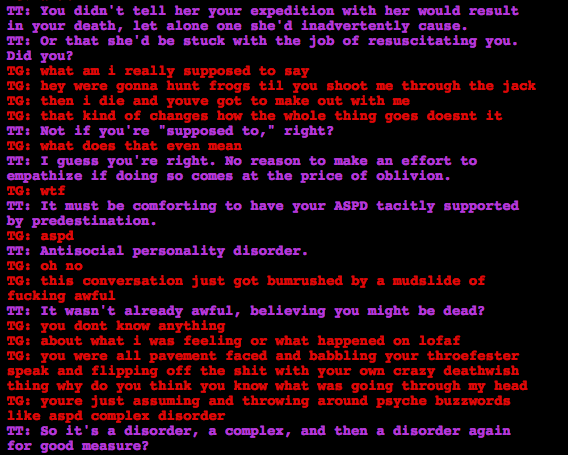 TT: You didn't tell her your expedition with her would result
in your death, let alone one she'd inadvertently cause.
TT: Or that she'd be stuck with the job of resuscitating you.
Did you?
TG: what am i really supposed to say
TG: hey were gonna hunt frogs til you shoot me through the jack
TG: then i die and youve got to make out with me
TG: that kind of changes how the whole thing goes doesnt it
TT: Not if you're "supposed to," right?
TG: what does that even mean
TT: I guess you're right. No reason to make an effort to
empathize if doing so comes at the price of oblivion.
TG: wtf
TT: It must be comforting to have your ASPD tacitly supported
by predestination.
TG: aspd
TT: Antisocial personality disorder.
TG: oh no
TG: this conversation just got bumrushed by a mudslide of
fucking awful
TT: It wasn't already awful, believing you might be dead?
TG: you dont know anything
TG: about what i was feeling or what happened on lofaf
TG: you were all pavement faced and babbling your throefester
speak and flipping off the shit with your own crazy deathwish
thing why do you think you know what was going through my head
TG: youre just assuming and throwing around psyche buzzwords
like aspd complex disorder
TT: So it's a disorder, a complex, and then a disorder again
for good measure?